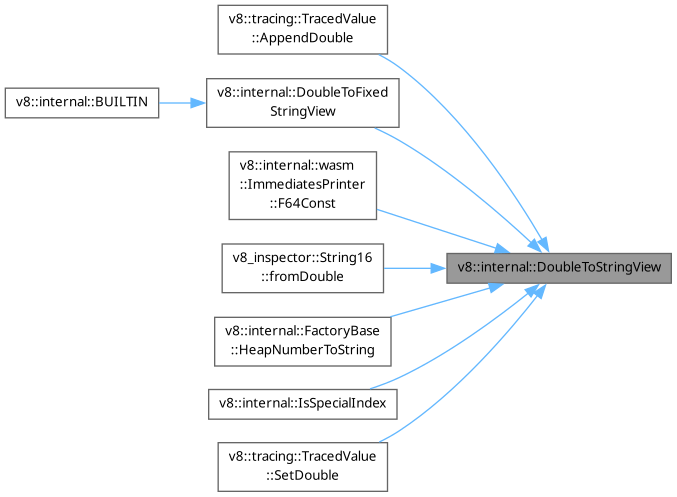 v8::tracing::TracedValue
::AppendDouble
v8::internal::BUILTIN
v8::internal::DoubleToFixed
StringView
v8::internal::wasm
::ImmediatesPrinter
::F64Const
v8_inspector::String16
::fromDouble
v8::internal::DoubleToStringView
v8::internal::FactoryBase
::HeapNumberToString
v8::internal::IsSpecialIndex
v8::tracing::TracedValue
::SetDouble